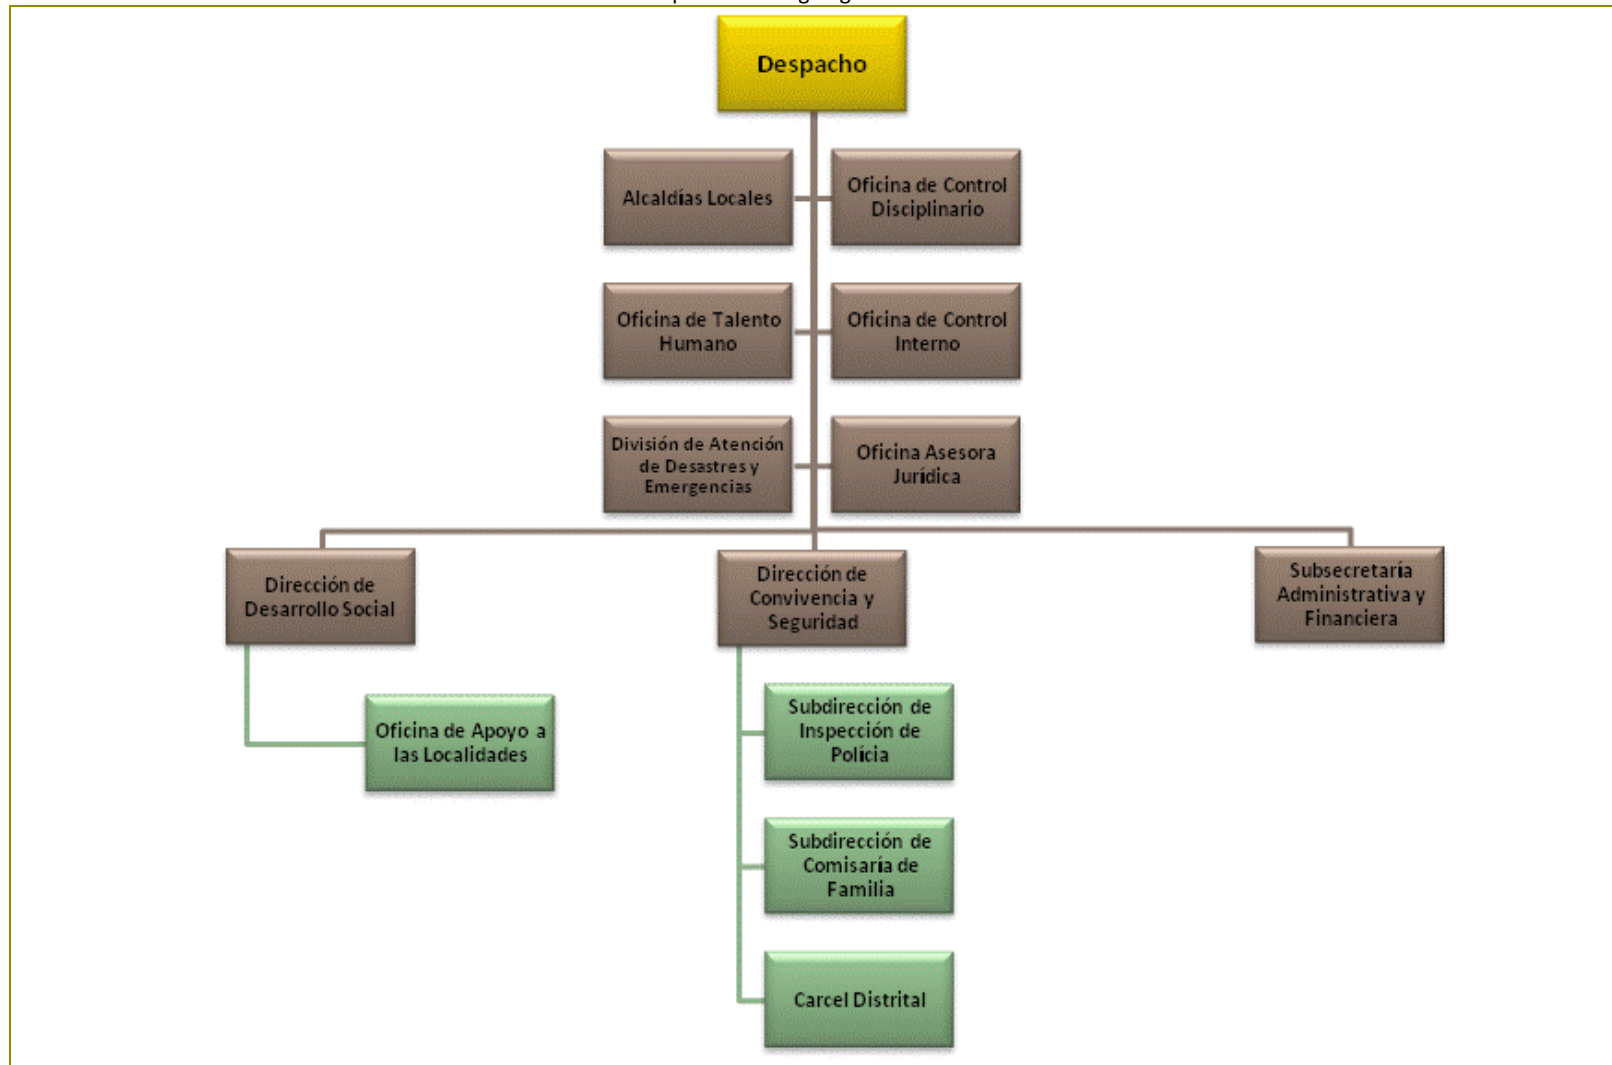 Despacho
Alcaldías Locales
Oficina de Control
Disciplinario
Oficina de Talento
Humano
Oficina de Control
Interno
División de Atención
de Desastres y
Emergencias
Oficina Asesora
Jurídica
Dirección de
Desarrollo Social
Dirección de
Convivencia y
Seguridad
Subsecretaría
Administrativa y
Financiera
Oficina de Apoyo a
las Localidades
Subdirección de
Inspección de
Polícia
Subdirección de
Comisaría de
Familia
Carcel Distrital